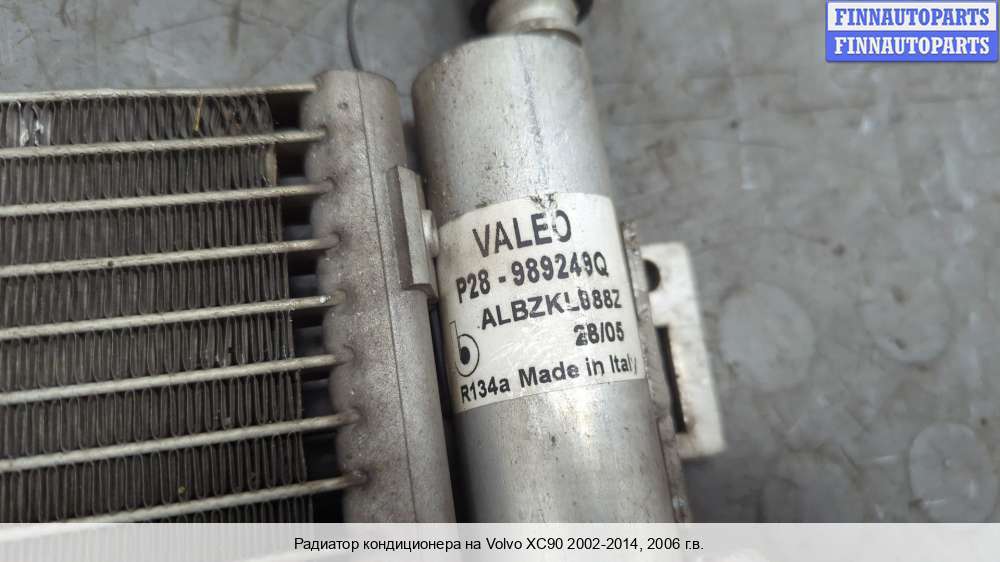 FINNAUTOPARTS
FINNAUTOPARTS
VALEO
P28 - 989249Q
28/05
R134a Made in Italy
Радиатор кондиционера на Volvo XC90 2002-2014, 2006 г.в.